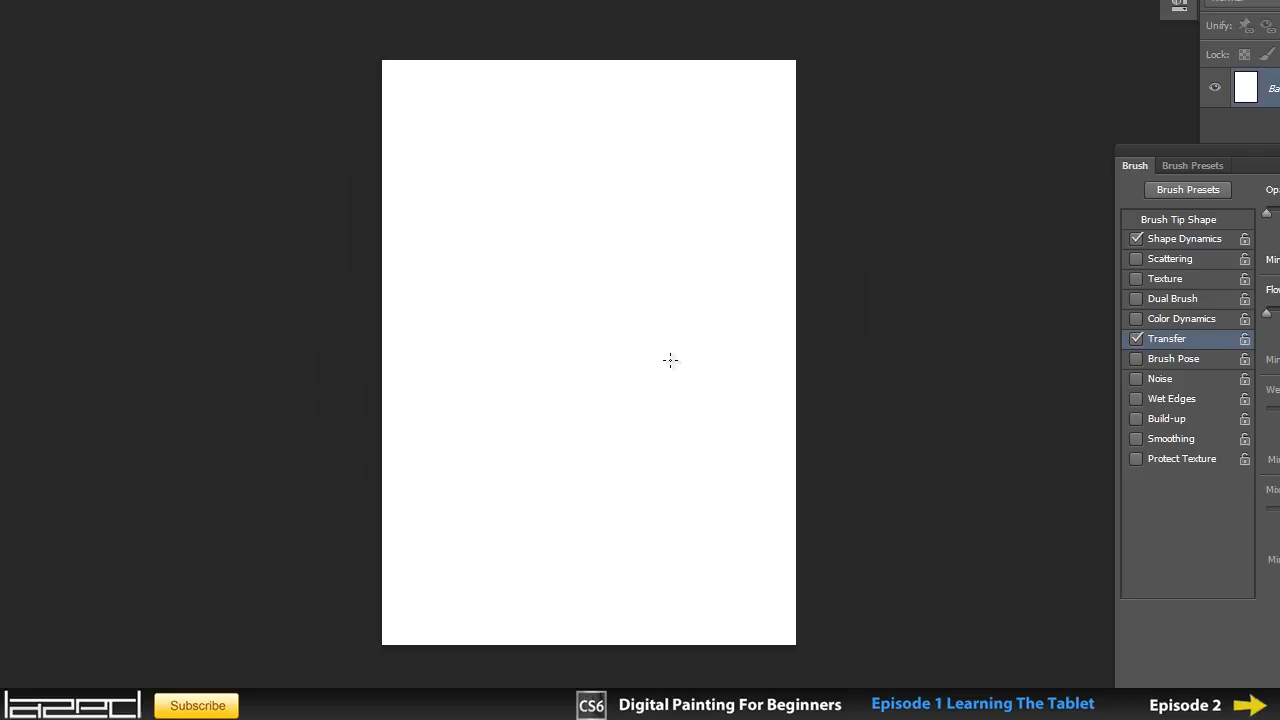 Unify:
Lock:
Brush Brush Presets
Brush Presets
Brush Tip Shape
Shape Dynamics
Scattering
Texture
Dual Brush
Color Dynamics
Transfer
Brush Pose
Noise
Wet Edges
Build-up
Smoothing
Protect Texture
Subscribe
CS6 Digital Painting For Beginners Episode 1 Learning The Tablet Episode 2